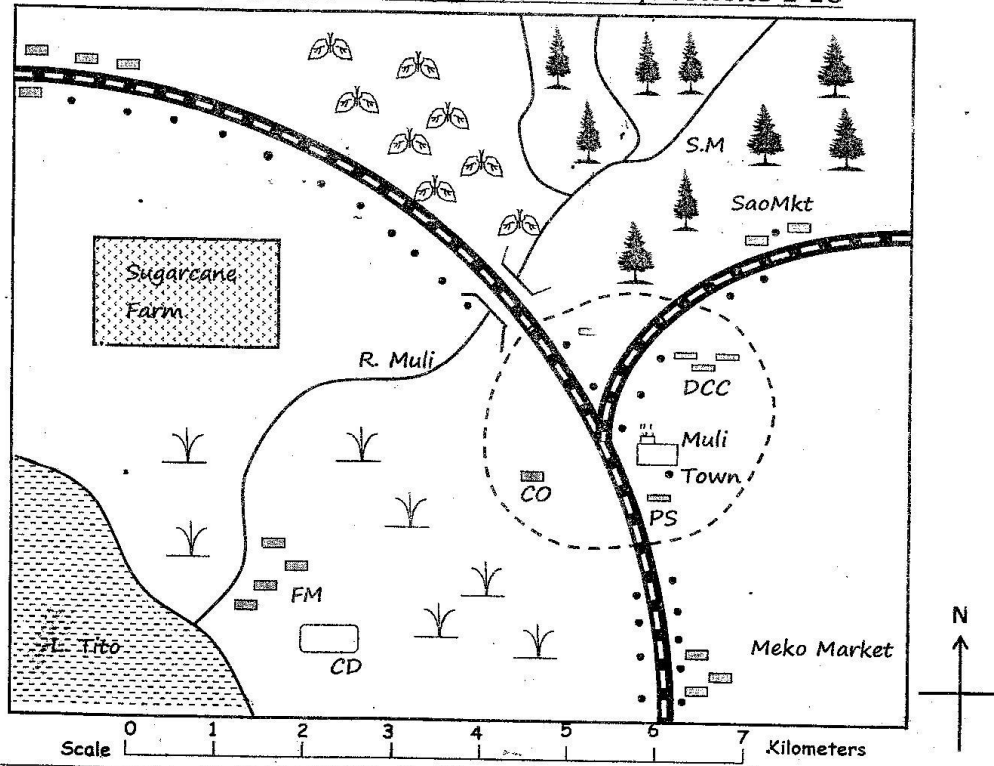 S.M
SaoMkt
Sugarcane
Farm
R. Muli
DCC
Muli
Town
CO
PS
FM
L. Tito
CD
Meko Market
N
Scale 0 1 2 3 4 5 6 7 Kilometers